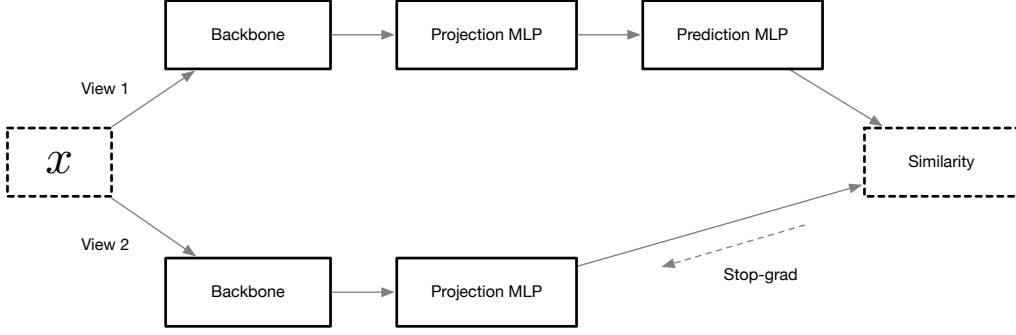 Backbone
Projection MLP
Prediction MLP
View 1
x
Similarity
View 2
Stop-grad
Backbone
Projection MLP